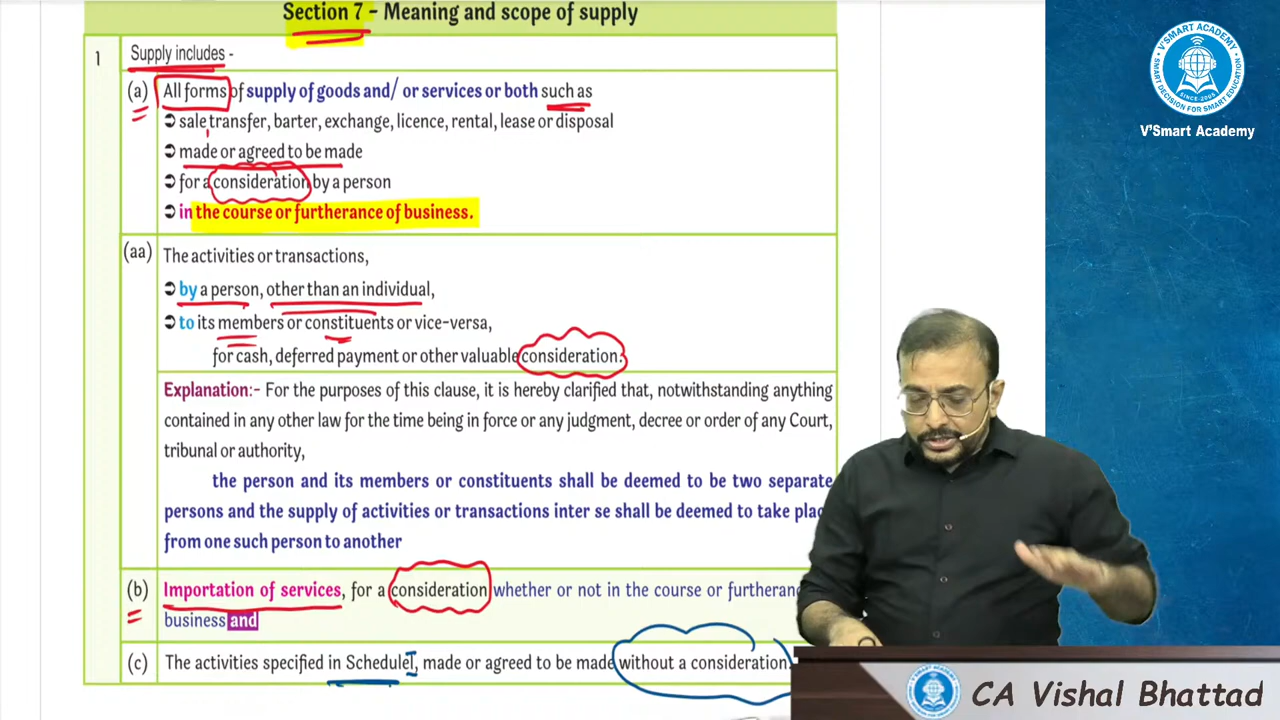 Section 7 – Meaning and scope of supply
1
Supply includes -
(a) All forms of supply of goods and/ or services or both such as
➲ sale, transfer, barter, exchange, licence, rental, lease or disposal
➲ made or agreed to be made
➲ for a consideration by a person
➲ in the course or furtherance of business.
(aa) The activities or transactions,
➲ by a person, other than an individual,
➲ to its members or constituents or vice-versa,
for cash, deferred payment or other valuable consideration.
Explanation:- For the purposes of this clause, it is hereby clarified that, notwithstanding anything
contained in any other law for the time being in force or any judgment, decree or order of any Court,
tribunal or authority,
the person and its members or constituents shall be deemed to be two separate
persons and the supply of activities or transactions inter se shall be deemed to take plac
from one such person to another
(b) Importation of services, for a consideration whether or not in the course or furtheran
business and
(c) The activities specified in Schedule I, made or agreed to be made without a consideration.
V'SMART ACADEMY
SINCE-2005
SMART DECISION FOR SMART EDUCATION
V'Smart Academy
CA Vishal Bhattad